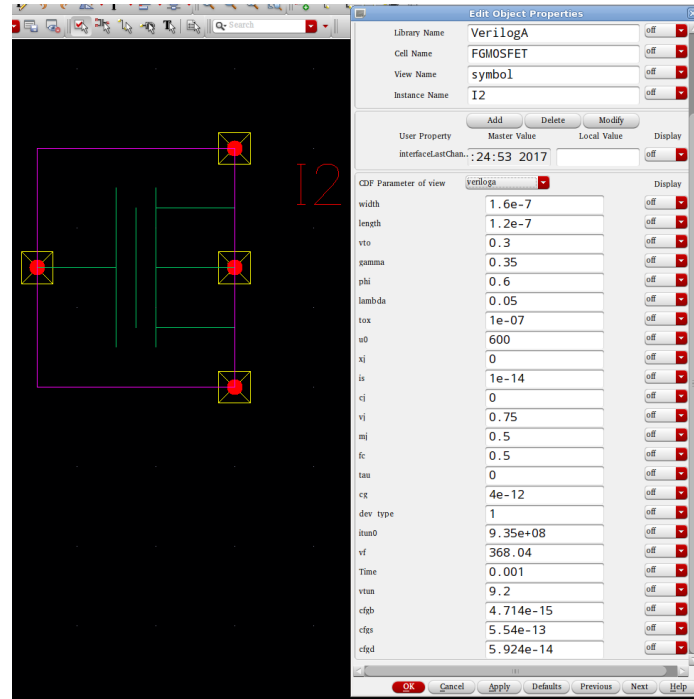 Search
Edit Object Properties
Library Name VerilogA off
Cell Name FGMOSFET off
View Name symbol off
Instance Name I2 off
Add Delete Modify
User Property Master Value Local Value Display
interfaceLastChan.. :24:53 2017 off
CDF Parameter of view veriloga Display
width 1.6e-7 off
length 1.2e-7 off
vto 0.3 off
gamma 0.35 off
phi 0.6 off
lambda 0.05 off
tox 1e-07 off
u0 600 off
xj 0 off
is 1e-14 off
cj 0 off
vj 0.75 off
mj 0.5 off
fc 0.5 off
tau 0 off
cg 4e-12 off
dev type 1 off
itun0 9.35e+08 off
vf 368.04 off
Time 0.001 off
vtun 9.2 off
cfgb 4.714e-15 off
cfgs 5.54e-13 off
cfgd 5.924e-14 off
OK Cancel Apply Defaults Previous Next Help
I2